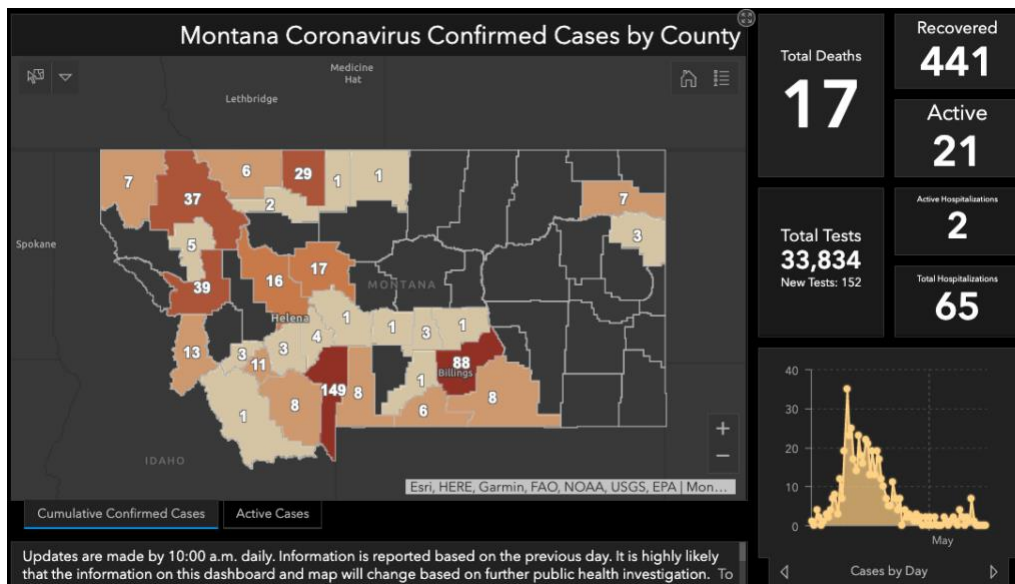 Montana Coronavirus Confirmed Cases by County
Medicine
Hat
Lethbridge
Spokane
7
37
6
29
1
1
2
5
39
16
17
MONTANA
7
3
Helena
13
3
11
3
4
1
1
3
1
1
149
8
8
1
88
Billings
6
8
IDAHO
+
−
Esri, HERE, Garmin, FAO, NOAA, USGS, EPA | Mon...
Cumulative Confirmed Cases
Active Cases
Updates are made by 10:00 a.m. daily. Information is reported based on the previous day. It is highly likely
that the information on this dashboard and map will change based on further public health investigation. To
Total Deaths
17
Recovered
441
Active
21
Total Tests
33,834
New Tests: 152
Active Hospitalizations
2
Total Hospitalizations
65
40
30
20
10
0
May
Cases by Day